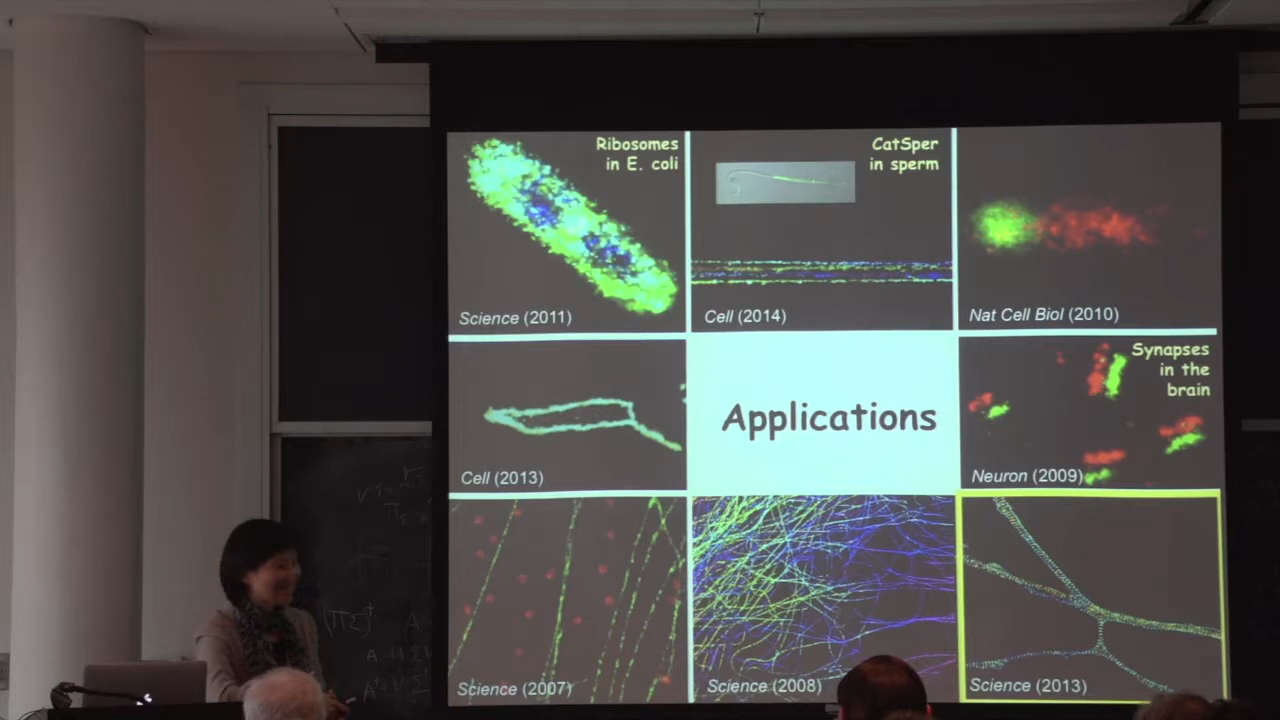 Ribosomes
in E. coli
Science (2011)
CatSper
in sperm
Cell (2014)
Nat Cell Biol (2010)
Cell (2013)
Applications
Synapses
in the
brain
Neuron (2009)
Science (2007)
Science (2008)
Science (2013)